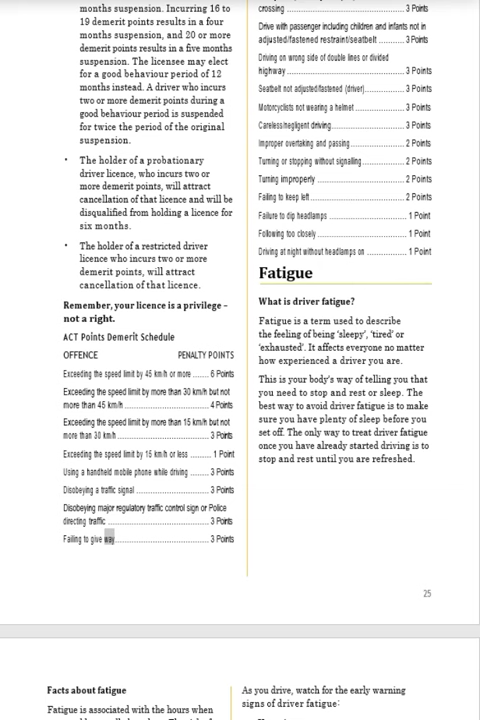 months suspension. Incurring 16 to
19 demerit points results in a four
months suspension, and 20 or more
demerit points results in a five months
suspension. The licensee may elect
for a good behaviour period of 12
months instead. A driver who incurs
two or more demerit points during a
good behaviour period is suspended
for twice the period of the original
suspension.
• The holder of a probationary
driver licence, who incurs two or
more demerit points, will attract
cancellation of that licence and will be
disqualified from holding a licence for
six months.
• The holder of a restricted driver
licence who incurs two or more
demerit points, will attract
cancellation of that licence.
Remember, your licence is a privilege –
not a right.
ACT Points Demerit Schedule
OFFENCE PENALTY POINTS
Exceeding the speed limit by 45 km/h or more ....... 6 Points
Exceeding the speed limit by more than 30 km/h but not
more than 45 km/h ...................................... 4 Points
Exceeding the speed limit by more than 15 km/h but not
more than 30 km/h ......................................... 3 Points
Exceeding the speed limit by 15 km/h or less ......... 1 Point
Using a handheld mobile phone while driving ....... 3 Points
Disobeying a traffic signal ................................ 3 Points
Disobeying major regulatory traffic control sign or Police
directing traffic ............................................. 3 Points
Failing to give way......................................... 3 Points
crossing ...................................................... 3 Points
Drive with passenger including children and infants not in
adjusted/fastened restraint/seatbelt ........... 3 Points
Driving on wrong side of double lines or divided
highway ................................................... 3 Points
Seatbelt not adjusted/fastened (driver)................. 3 Points
Motorcyclists not wearing a helmet...................... 3 Points
Careless/negligent driving................................ 3 Points
Improper overtaking and passing ....................... 2 Points
Turning or stopping without signalling.................. 2 Points
Turning improperly ...................................... 2 Points
Failing to keep left........................................ 2 Points
Failure to dip headlamps ................................ 1 Point
Following too closely ..................................... 1 Point
Driving at night without headlamps on ................. 1 Point
Fatigue
What is driver fatigue?
Fatigue is a term used to describe
the feeling of being ‘sleepy’, ‘tired’ or
‘exhausted’. It affects everyone no matter
how experienced a driver you are.
This is your body’s way of telling you that
you need to stop and rest or sleep. The
best way to avoid driver fatigue is to make
sure you have plenty of sleep before you
set off. The only way to treat driver fatigue
once you have already started driving is to
stop and rest until you are refreshed.
25
Facts about fatigue
Fatigue is associated with the hours when
As you drive, watch for the early warning
signs of driver fatigue: